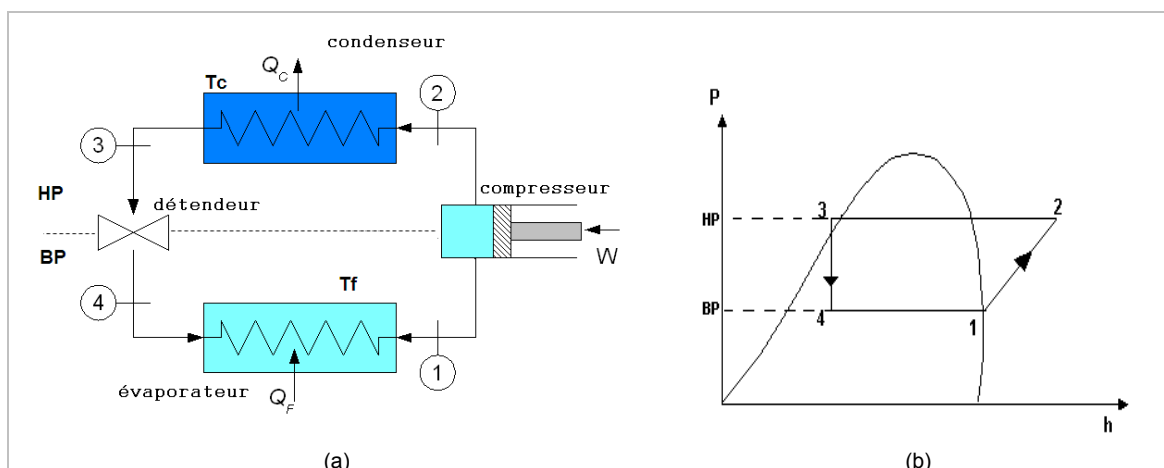 condenseur
Q_C
Tc
2
3
HP
détendeur
compresseur
BP
W
4
Tf
1
évaporateur
Q_F
(a)
P
HP
3
2
BP
4
1
h
(b)